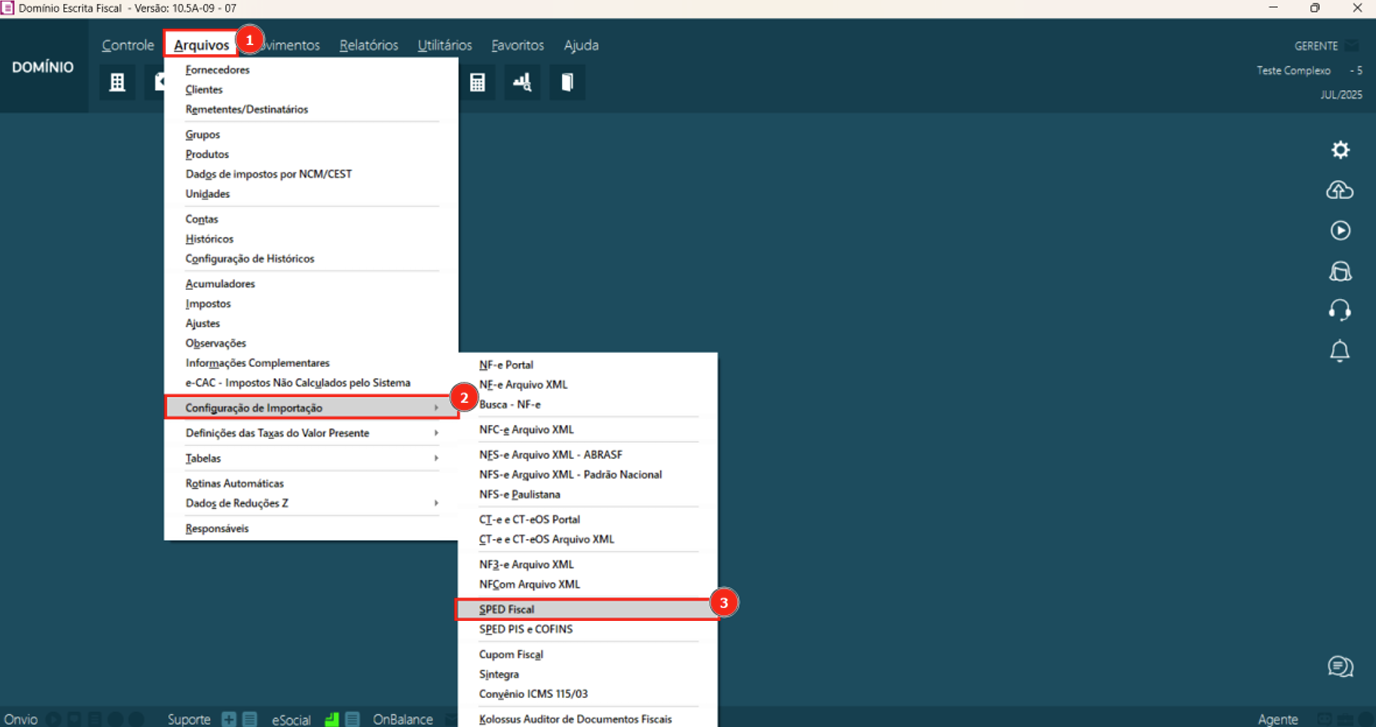 Domínio Escrita Fiscal - Versão: 10.5A-09 - 07
DOMÍNIO
Controle Arquivos 1 vimentos Relatórios Utilitários Favoritos Ajuda
GERENTE
Teste Complexo - 5
JUL/2025
Fornecedores
Clientes
Remetentes/Destinatários
Grupos
Produtos
Dados de impostos por NCM/CEST
Unidades
Contas
Históricos
Configuração de Históricos
Acumuladores
Impostos
Ajustes
Observações
Informações Complementares
e-CAC - Impostos Não Calculados pelo Sistema
Configuração de Importação 2
Definições das Taxas do Valor Presente
Tabelas
Rotinas Automáticas
Dados de Reduções Z
Responsáveis
NF-e Portal
NF-e Arquivo XML
Busca - NF-e
NFC-e Arquivo XML
NFS-e Arquivo XML - ABRASF
NFS-e Arquivo XML - Padrão Nacional
NFS-e Paulistana
CT-e e CT-eOS Portal
CT-e e CT-eOS Arquivo XML
NF3-e Arquivo XML
NFCom Arquivo XML
SPED Fiscal 3
SPED PIS e COFINS
Cupom Fiscal
Sintegra
Convênio ICMS 115/03
Kolossus Auditor de Documentos Fiscais
Onvio Suporte eSocial OnBalance Agente